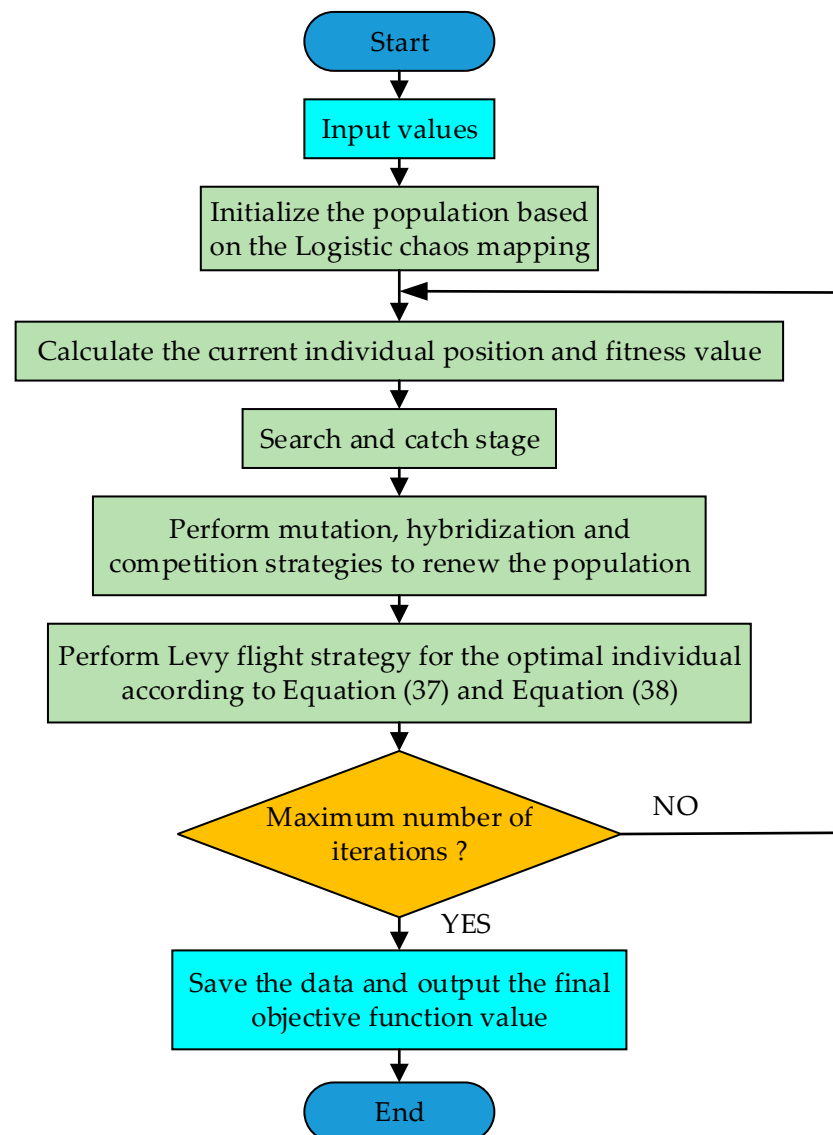 Start
Input values
Initialize the population based
on the Logistic chaos mapping
Calculate the current individual position and fitness value
Search and catch stage
Perform mutation, hybridization and
competition strategies to renew the population
Perform Levy flight strategy for the optimal individual
according to Equation (37) and Equation (38)
Maximum number of
iterations ?
NO
YES
Save the data and output the final
objective function value
End